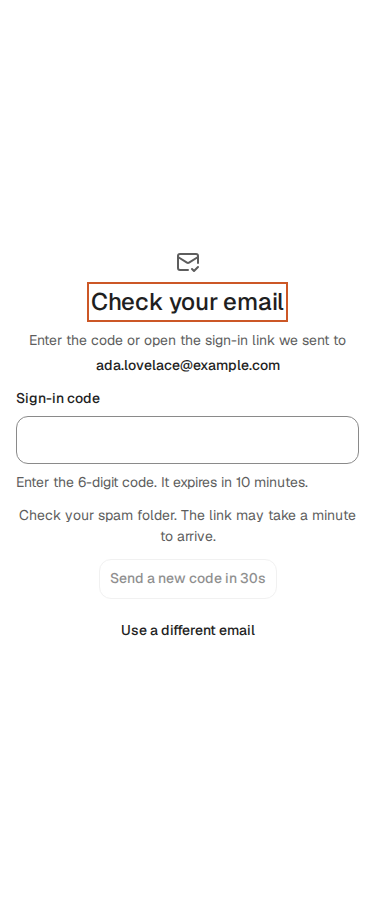 Check your email
Enter the code or open the sign-in link we sent to
ada.lovelace@example.com
Sign-in code
Enter the 6-digit code. It expires in 10 minutes.
Check your spam folder. The link may take a minute
to arrive.
Send a new code in 30s
Use a different email